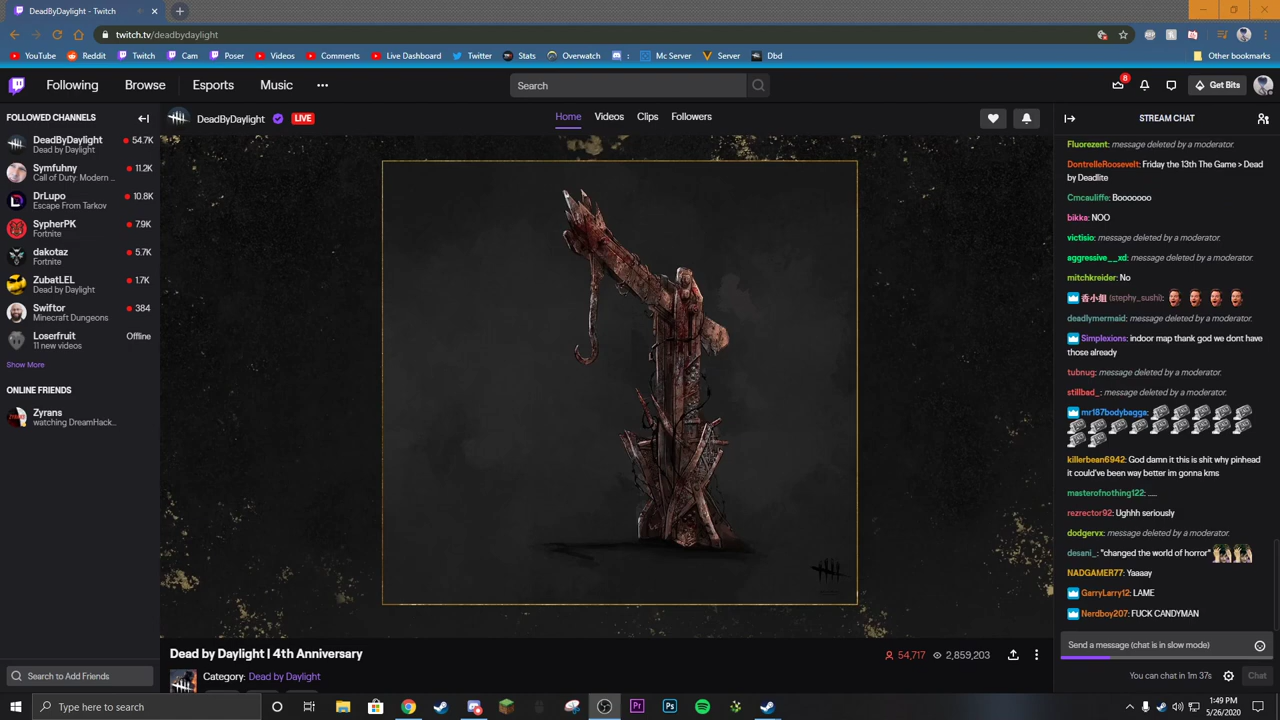 DeadByDaylight - Twitch
twitch.tv/deadbydaylight
YouTube Reddit Twitch Cam Poser Videos Comments Live Dashboard Twitter Stats Overwatch : Mc Server Server Dbd Other bookmarks
Following Browse Esports Music Search 8 Get Bits
FOLLOWED CHANNELS
DeadByDaylight 54.7K
Dead by Daylight
Symfuhny 11.2K
Call of Duty: Modern ...
DrLupo 10.8K
Escape From Tarkov
SypherPK 7.9K
Fortnite
dakotaz 5.7K
Fortnite
ZubatLEL 1.7K
Dead by Daylight
Swiftor 384
Minecraft Dungeons
Loserfruit Offline
11 new videos
Show More
ONLINE FRIENDS
Zyrans
watching DreamHack...
Search to Add Friends
DeadByDaylight LIVE Home Videos Clips Followers
Dead by Daylight | 4th Anniversary
54,717 2,859,203
Category: Dead by Daylight
STREAM CHAT
Fluorezent: message deleted by a moderator.
DontrelleRoosevelt: Friday the 13th The Game > Dead
by Deadlite
Cmcauliffe: Booooooo
bikka: NOO
victisio: message deleted by a moderator.
aggressive__xd: message deleted by a moderator.
mitchkreider: No
香小姐 (stephy_sushi):
deadlymermaid: message deleted by a moderator.
Simplexions: indoor map thank god we dont have
those already
tubnug: message deleted by a moderator.
stillbad_: message deleted by a moderator.
mr187bodybagga:
killerbean6942: God damn it this is shit why pinhead
it could've been way better im gonna kms
masterofnothing122: .....
rezrector92: Ughhh seriously
dodgervx: message deleted by a moderator.
desani_: "changed the world of horror"
NADGAMER77: Yaaaay
GarryLarry12: LAME
Nerdboy207: FUCK CANDYMAN
Send a message (chat is in slow mode)
You can chat in 1m 37s Chat
Type here to search
1:49 PM
5/26/2020